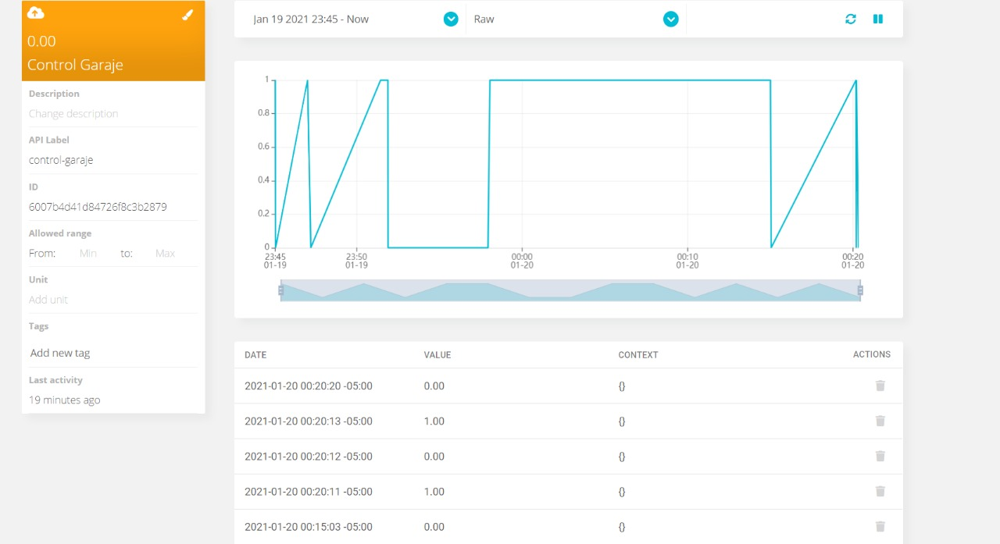 0.00
Control Garaje
Description
Change description
API Label
control-garaje
ID
6007b4d41d84726f8c3b2879
Allowed range
From: Min to: Max
Unit
Add unit
Tags
Add new tag
Last activity
19 minutes ago
Jan 19 2021 23:45 - Now
Raw
1
0.8
0.6
0.4
0.2
0
23:45 23:50 00:00 00:10 00:20
01-19 01-19 01-20 01-20 01-20
DATE VALUE CONTEXT ACTIONS
2021-01-20 00:20:20 -05:00 0.00 {}
2021-01-20 00:20:13 -05:00 1.00 {}
2021-01-20 00:20:12 -05:00 0.00 {}
2021-01-20 00:20:11 -05:00 1.00 {}
2021-01-20 00:15:03 -05:00 0.00 {}